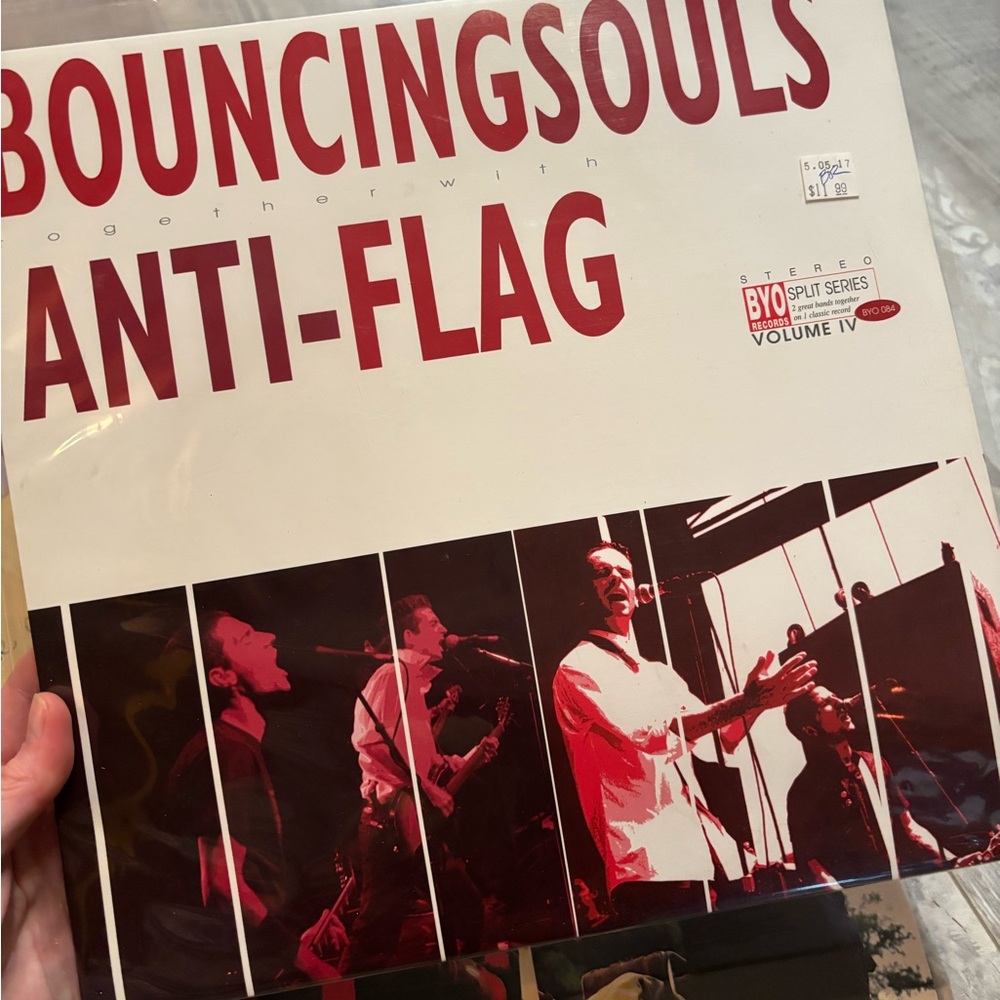 BOUNCINGSOULS
ogether with
ANTI-FLAG
5.05.17
$11 99
STEREO
BYO
RECORDS
SPLIT SERIES
2 great bands together
on 1 classic record
BYO 084
VOLUME IV